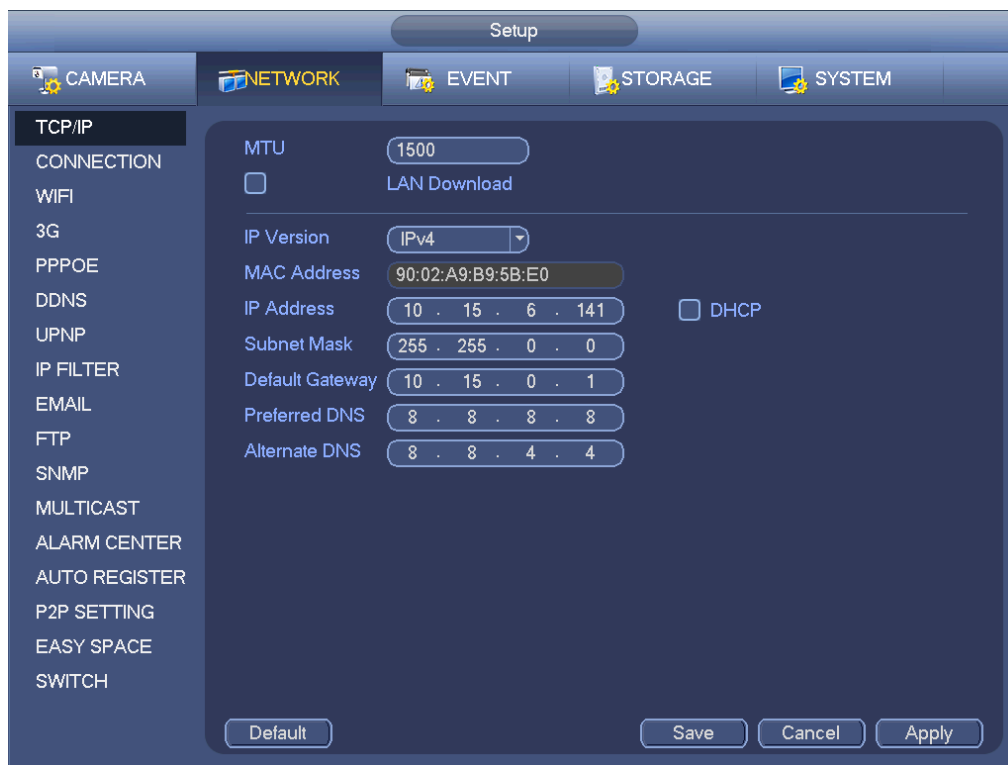 Setup
CAMERA NETWORK EVENT STORAGE SYSTEM
TCP/IP
CONNECTION
WIFI
3G
PPPOE
DDNS
UPNP
IP FILTER
EMAIL
FTP
SNMP
MULTICAST
ALARM CENTER
AUTO REGISTER
P2P SETTING
EASY SPACE
SWITCH
MTU 1500
LAN Download
IP Version IPv4
MAC Address 90:02:A9:B9:5B:E0
IP Address 10 . 15 . 6 . 141 DHCP
Subnet Mask 255 . 255 . 0 . 0
Default Gateway 10 . 15 . 0 . 1
Preferred DNS 8 . 8 . 8 . 8
Alternate DNS 8 . 8 . 4 . 4
Default Save Cancel Apply